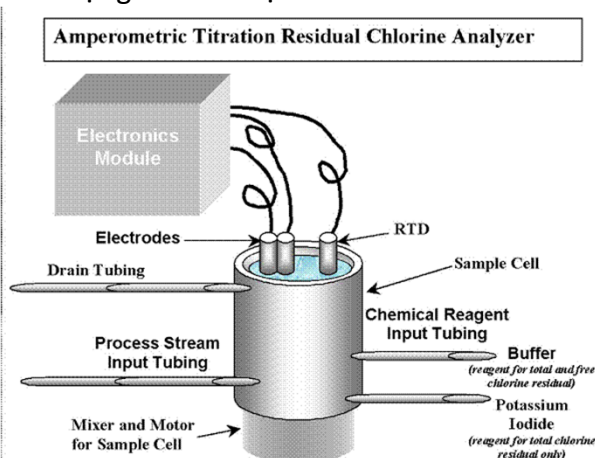 Amperometric Titration Residual Chlorine Analyzer
Electronics
Module
Electrodes
RTD
Drain Tubing
Sample Cell
Chemical Reagent
Input Tubing
Process Stream
Input Tubing
Buffer
(reagent for total and free
chlorine residual)
Mixer and Motor
for Sample Cell
Potassium
Iodide
(reagent for total chlorine
residual only)